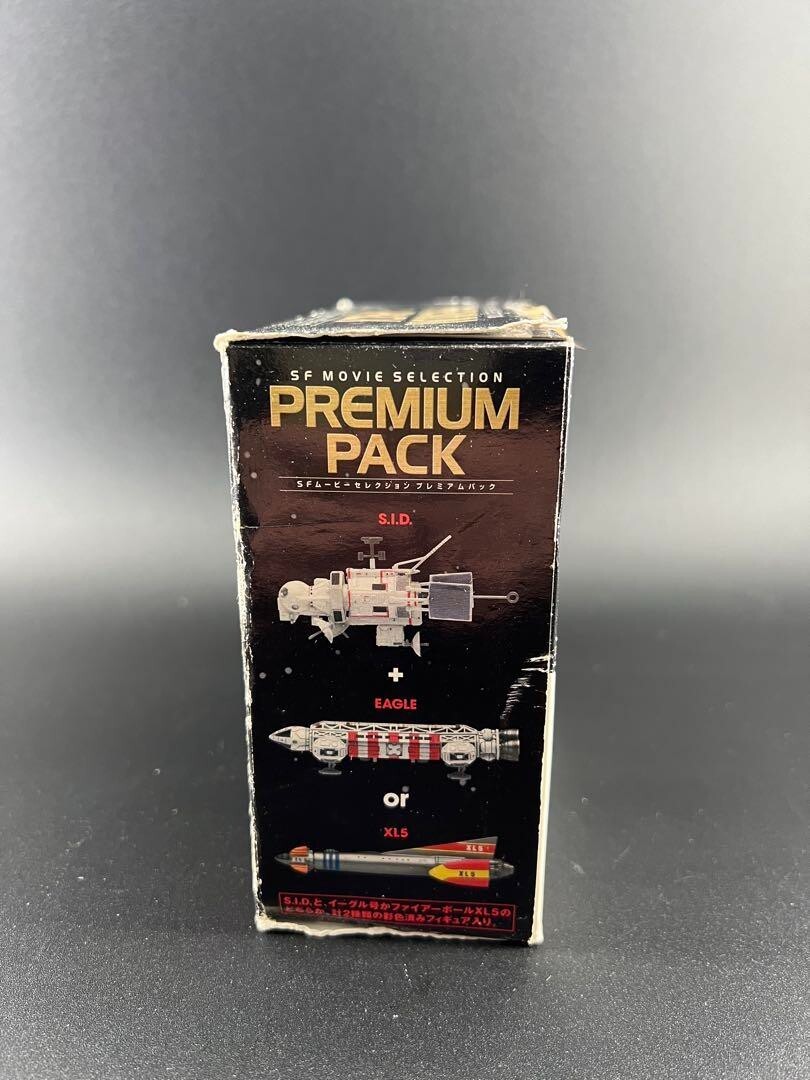 SF MOVIE SELECTION
PREMIUM
PACK
SFムービーセレクション プレミアムパック
S.I.D.
+
EAGLE
or
XL5
XL5
XL5
S.I.D.と、イーグル号かファイアーボールXL5の
どちらか、計2種類の彩色済みフィギュア入り。